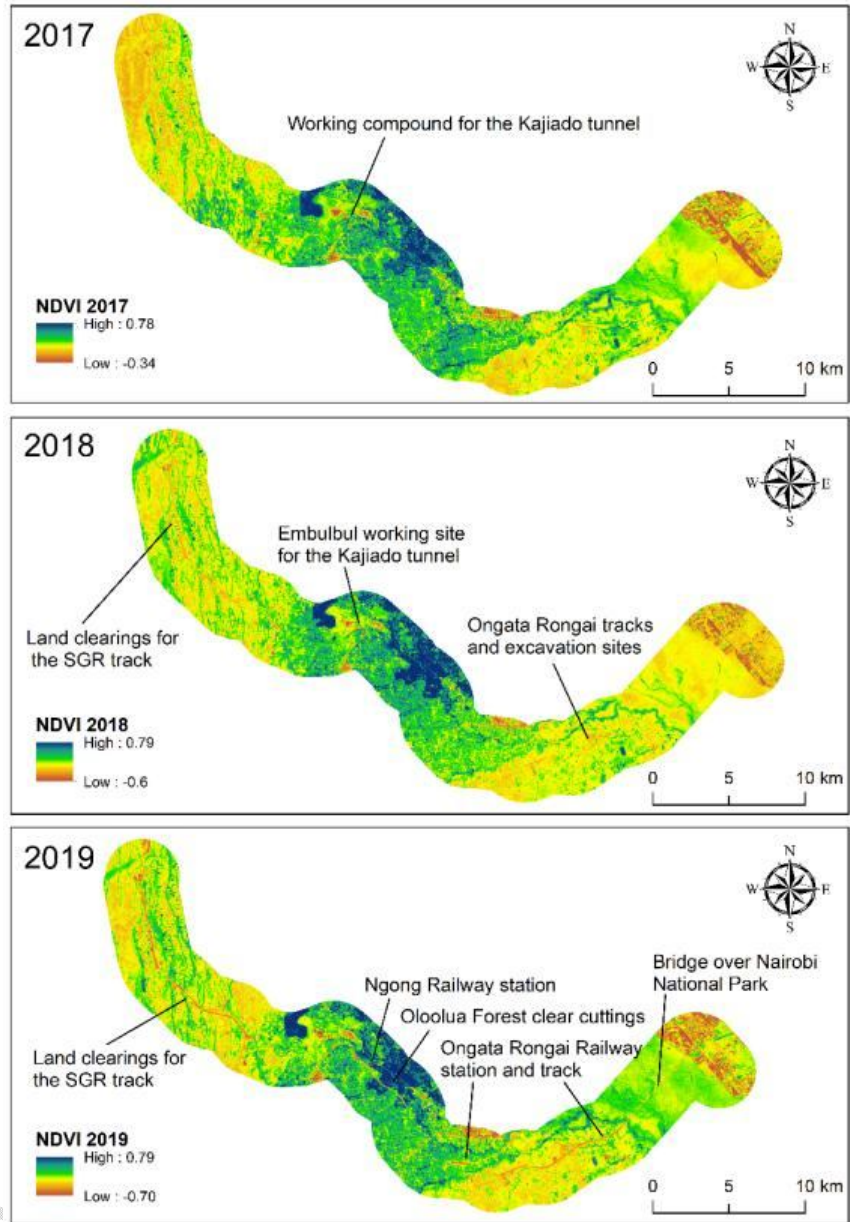 2017
N
W E
S
Working compound for the Kajiado tunnel
NDVI 2017
High : 0.78
Low : -0.34
0 5 10 km
2018
N
W E
S
Embulbul working site
for the Kajiado tunnel
Land clearings for
the SGR track
Ongata Rongai tracks
and excavation sites
NDVI 2018
High : 0.79
Low : -0.6
0 5 10 km
2019
N
W E
S
Bridge over Nairobi
National Park
Ngong Railway station
Oloolua Forest clear cuttings
Ongata Rongai Railway
station and track
Land clearings for
the SGR track
NDVI 2019
High : 0.79
Low : -0.70
0 5 10 km